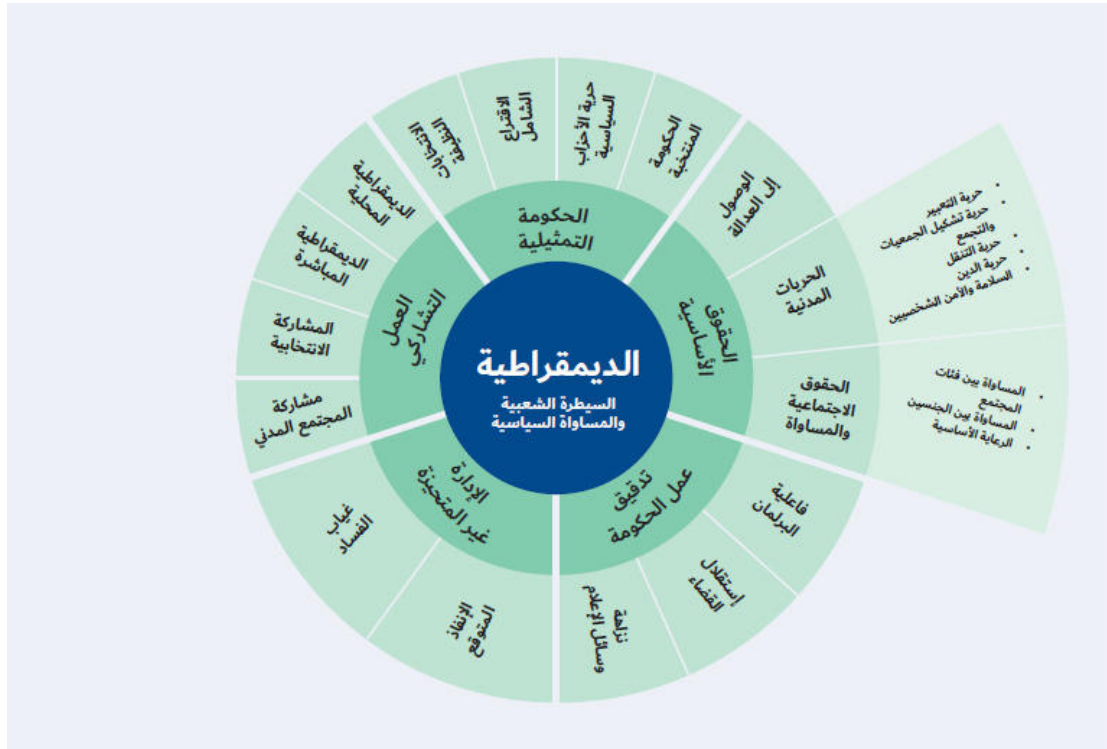 الديمقراطية
السيطرة الشعبية
والمساواة السياسية
الحكومة
التمثيلية
الانتخابات
النظيفة
الاقتراع
الشامل
حرية الأحزاب
السياسية
الحكومة
المنتخبة
الحقوق
الأساسية
الوصول
إلى العدالة
الحريات
المدنية
• حرية التعبير
• حرية تشكيل الجمعيات
والتجمع
• حرية التنقل
• حرية الدين
• السلامة والأمن الشخصيين
الحقوق
الاجتماعية
والمساواة
• المساواة بين فئات
المجتمع
• المساواة بين الجنسين
• الرعاية الأساسية
تدقيق
عمل الحكومة
فاعلية
البرلمان
إستقلال
القضاء
نزاهة
وسائل الإعلام
الإدارة
غير المتحيزة
الإنفاذ
المتوقع
غياب
الفساد
العمل
التشاركي
مشاركة
المجتمع المدني
المشاركة
الانتخابية
الديمقراطية
المباشرة
الديمقراطية
المحلية